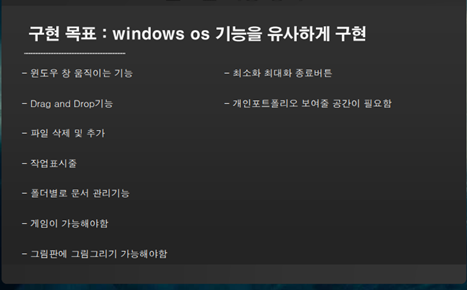 구현 목표 : windows os 기능을 유사하게 구현
- 윈도우 창 움직이는 기능
- Drag and Drop기능
- 파일 삭제 및 추가
- 작업표시줄
- 폴더별로 문서 관리기능
- 게임이 가능해야함
- 그림판에 그림그리기 가능해야함
- 최소화 최대화 종료버튼
- 개인포트폴리오 보여줄 공간이 필요함